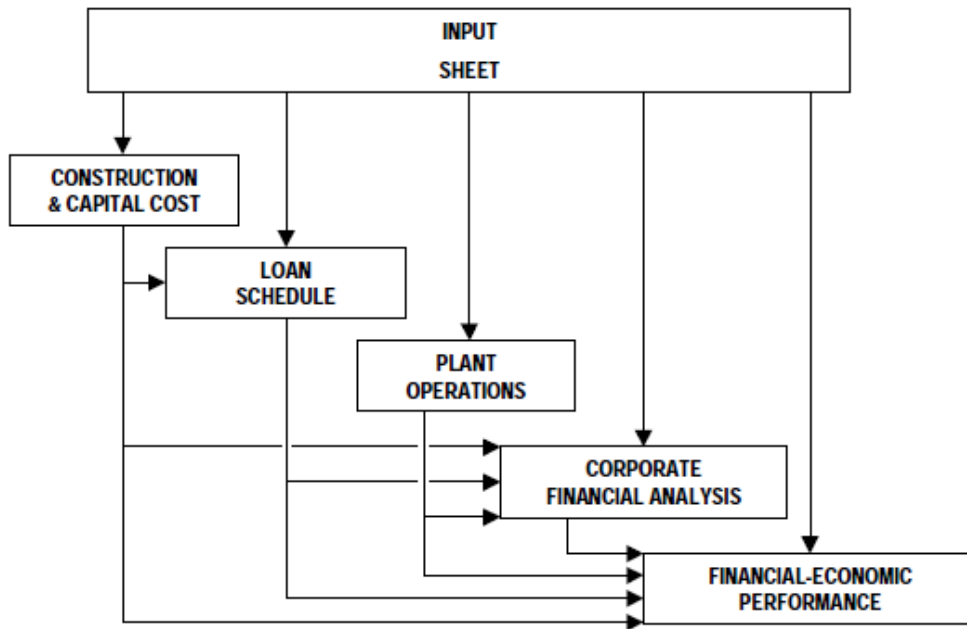 INPUT
SHEET
CONSTRUCTION
& CAPITAL COST
LOAN
SCHEDULE
PLANT
OPERATIONS
CORPORATE
FINANCIAL ANALYSIS
FINANCIAL-ECONOMIC
PERFORMANCE